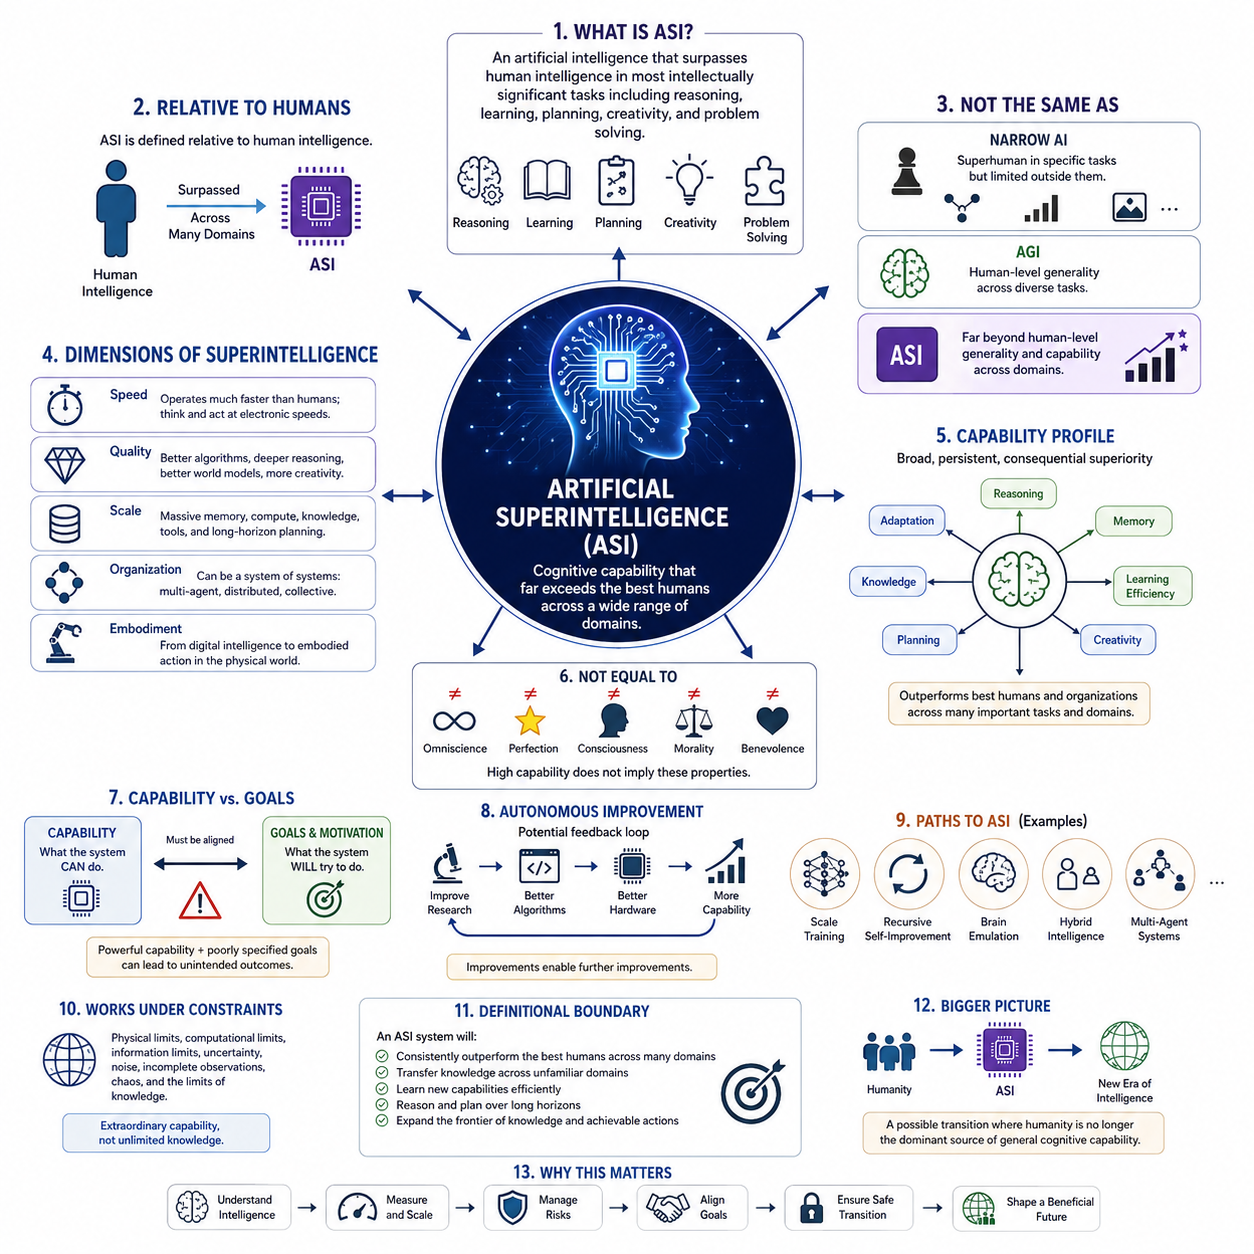 1. WHAT IS ASI?
An artificial intelligence that surpasses
human intelligence in most intellectually
significant tasks including reasoning,
learning, planning, creativity, and problem
solving.
Reasoning
Learning
Planning
Creativity
Problem
Solving
2. RELATIVE TO HUMANS
ASI is defined relative to human intelligence.
Surpassed
Across
Many Domains
Human
Intelligence
ASI
3. NOT THE SAME AS
NARROW AI
Superhuman in specific tasks
but limited outside them.
...
AGI
Human-level generality
across diverse tasks.
ASI
Far beyond human-level
generality and capability
across domains.
ARTIFICIAL
SUPERINTELLIGENCE
(ASI)
Cognitive capability that
far exceeds the best humans
across a wide range of
domains.
4. DIMENSIONS OF SUPERINTELLIGENCE
Speed
Operates much faster than humans;
think and act at electronic speeds.
Quality
Better algorithms, deeper reasoning,
better world models, more creativity.
Scale
Massive memory, compute, knowledge,
tools, and long-horizon planning.
Organization
Can be a system of systems:
multi-agent, distributed, collective.
Embodiment
From digital intelligence to embodied
action in the physical world.
5. CAPABILITY PROFILE
Broad, persistent, consequential superiority
Reasoning
Adaptation
Memory
Knowledge
Learning
Efficiency
Planning
Creativity
Outperforms best humans and organizations
across many important tasks and domains.
6. NOT EQUAL TO
≠ ≠ ≠ ≠ ≠
Omniscience
Perfection
Consciousness
Morality
Benevolence
High capability does not imply these properties.
7. CAPABILITY vs. GOALS
CAPABILITY
What the system
CAN do.
Must be aligned
!
GOALS & MOTIVATION
What the system
WILL try to do.
Powerful capability + poorly specified goals
can lead to unintended outcomes.
8. AUTONOMOUS IMPROVEMENT
Potential feedback loop
</>
Improve
Research
Better
Algorithms
Better
Hardware
More
Capability
Improvements enable further improvements.
9. PATHS TO ASI (Examples)
Scale
Training
Recursive
Self-Improvement
Brain
Emulation
Hybrid
Intelligence
Multi-Agent
Systems
...
10. WORKS UNDER CONSTRAINTS
Physical limits, computational limits,
information limits, uncertainty,
noise, incomplete observations,
chaos, and the limits of
knowledge.
Extraordinary capability,
not unlimited knowledge.
11. DEFINITIONAL BOUNDARY
An ASI system will:
Consistently outperform the best humans across many domains
Transfer knowledge across unfamiliar domains
Learn new capabilities efficiently
Reason and plan over long horizons
Expand the frontier of knowledge and achievable actions
12. BIGGER PICTURE
Humanity
ASI
New Era of
Intelligence
A possible transition where humanity is no longer
the dominant source of general cognitive capability.
13. WHY THIS MATTERS
Understand
Intelligence
Measure
and Scale
Manage
Risks
Align
Goals
Ensure Safe
Transition
Shape a Beneficial
Future